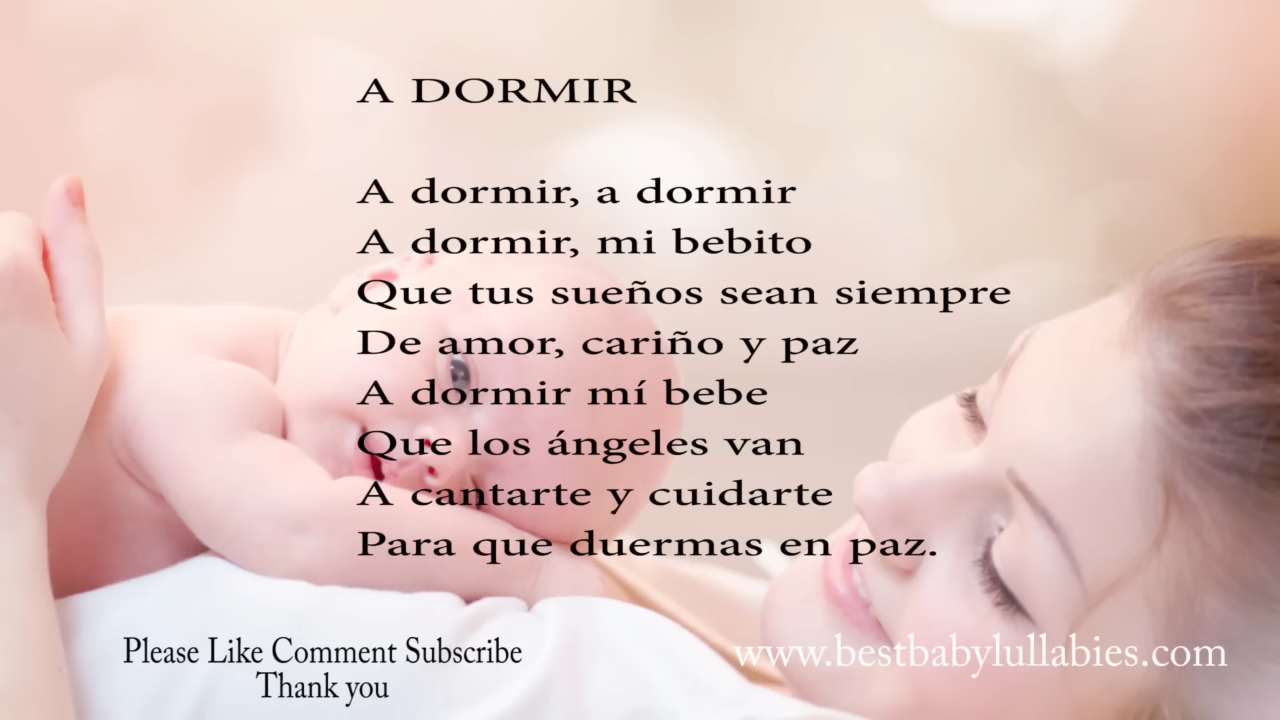 A DORMIR
A dormir, a dormir
A dormir, mi bebito
Que tus sueños sean siempre
De amor, cariño y paz
A dormir mí bebe
Que los ángeles van
A cantarte y cuidarte
Para que duermas en paz.
Please Like Comment Subscribe
Thank you
www.bestbabylullabies.com